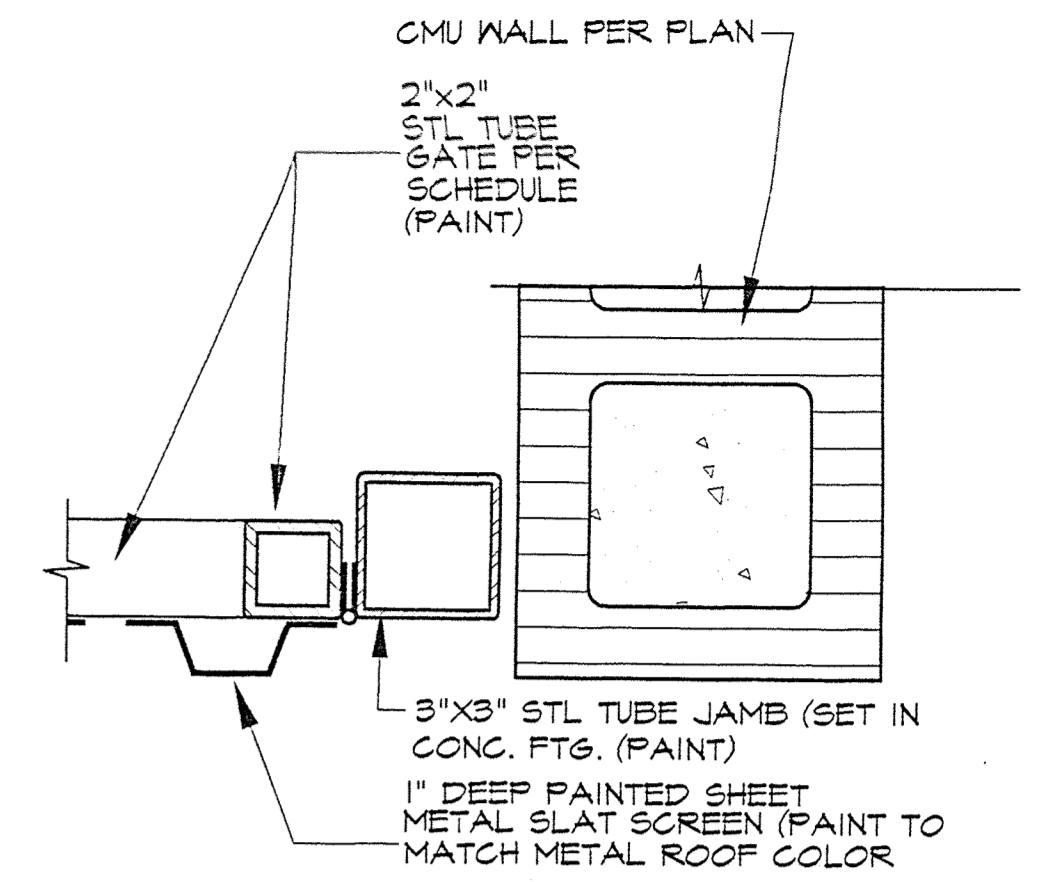 CMU WALL PER PLAN
2"x2"
STL TUBE
GATE PER
SCHEDULE
(PAINT)
3"X3" STL TUBE JAMB (SET IN
CONC. FTG. (PAINT)
1" DEEP PAINTED SHEET
METAL SLAT SCREEN (PAINT TO
MATCH METAL ROOF COLOR